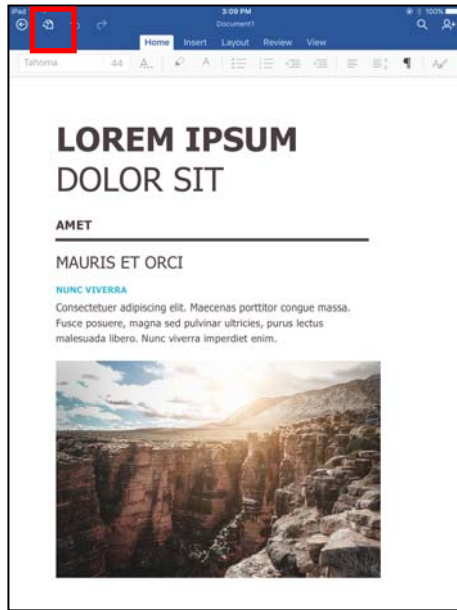 iPad
3:09 PM
100%
Document1
Home Insert Layout Review View
Tahoma 44 A..
LOREM IPSUM
DOLOR SIT
AMET
MAURIS ET ORCI
NUNC VIVERRA
Consectetuer adipiscing elit. Maecenas porttitor congue massa.
Fusce posuere, magna sed pulvinar ultricies, purus lectus
malesuada libero. Nunc viverra imperdiet enim.